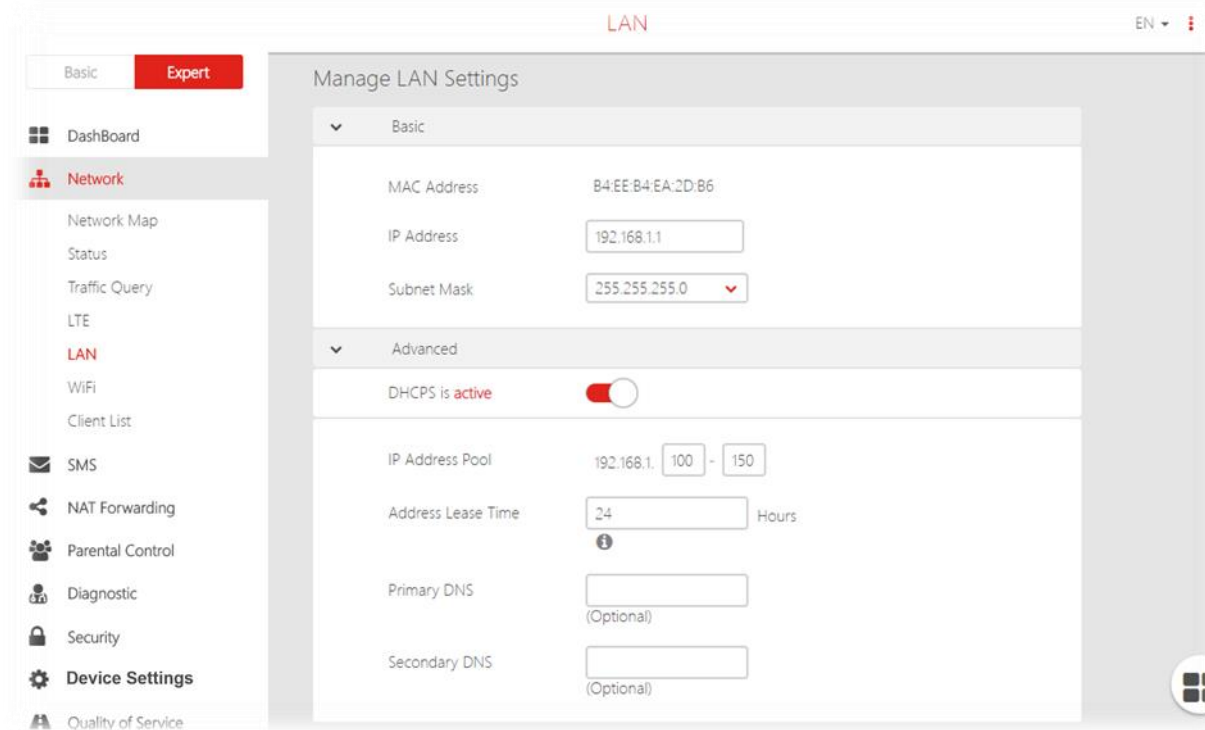 LAN
EN
Basic
Expert
DashBoard
Network
Network Map
Status
Traffic Query
LTE
LAN
WiFi
Client List
SMS
NAT Forwarding
Parental Control
Diagnostic
Security
Device Settings
Quality of Service
Manage LAN Settings
Basic
MAC Address B4:EE:B4:EA:2D:B6
IP Address 192.168.1.1
Subnet Mask 255.255.255.0
Advanced
DHCPS is active
IP Address Pool 192.168.1. 100 - 150
Address Lease Time 24 Hours
Primary DNS
(Optional)
Secondary DNS
(Optional)